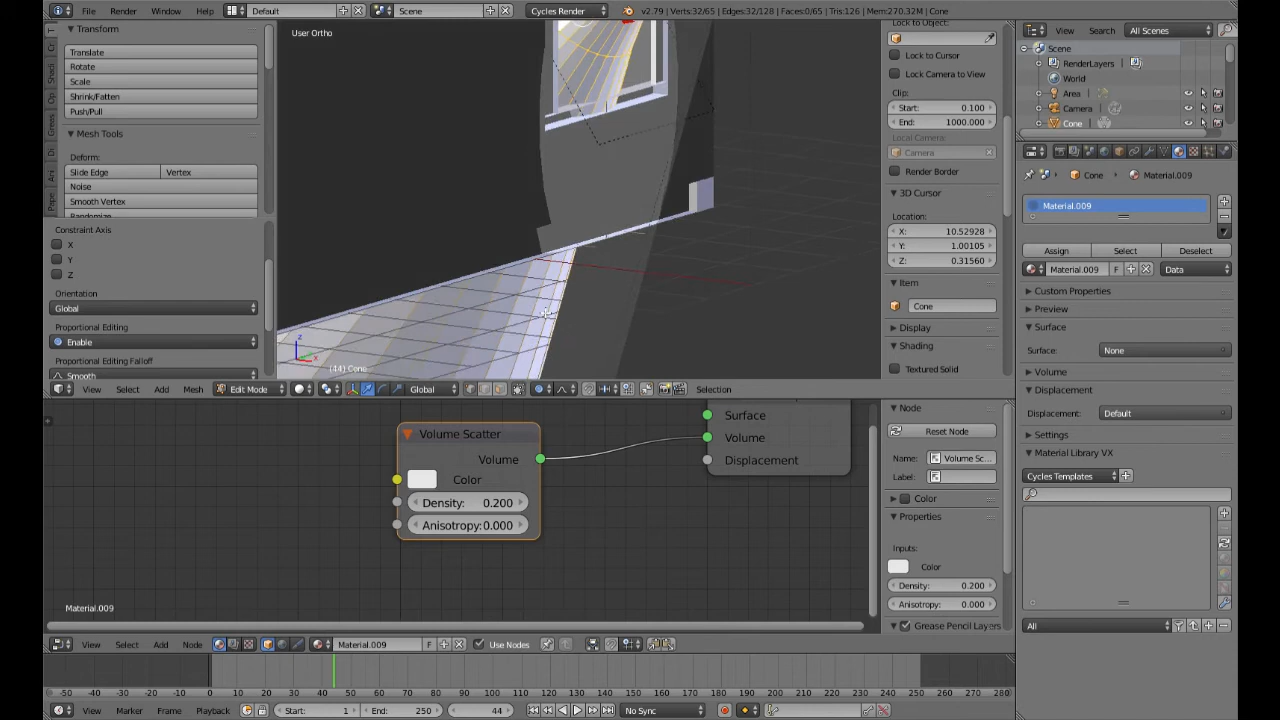 File Render Window Help Default Scene Cycles Render v2.79 | Verts:32/65 | Edges:32/128 | Faces:0/65 | Tris:126 | Mem:270.32M | Cone
Transform
Translate
Rotate
Scale
Shrink/Fatten
Push/Pull
Mesh Tools
Deform:
Slide Edge Vertex
Noise
Smooth Vertex
Randomize
Constraint Axis
X
Y
Z
Orientation
Global
Proportional Editing
Enable
Proportional Editing Falloff
Smooth
User Ortho
(44) Cone
View Select Add Mesh Edit Mode Global Selection
Lock to Object:
Lock to Cursor
Lock Camera to View
Clip:
Start: 0.100
End: 1000.000
Local Camera:
Camera
Render Border
3D Cursor
Location:
X: 10.52928
Y: 1.00105
Z: 0.31560
Item
Cone
Display
Shading
Textured Solid
View Search All Scenes
Scene
RenderLayers
World
Area
Camera
Cone
Cone Material.009
Material.009
Assign Select Deselect
Material.009 F Data
Custom Properties
Preview
Surface
Surface: None
Volume
Displacement
Displacement: Default
Settings
Material Library VX
Cycles Templates
All
Volume Scatter
Volume
Color
Density: 0.200
Anisotropy: 0.000
Surface
Volume
Displacement
Material.009
Node
Reset Node
Name: Volume Sc...
Label:
Color
Properties
Inputs:
Color
Density: 0.200
Anisotropy: 0.000
Grease Pencil Layers
View Select Add Node Material.009 F Use Nodes
-50 -40 -30 -20 -10 0 10 20 30 40 50 60 70 80 90 100 110 120 130 140 150 160 170 180 190 200 210 220 230 240 250 260 270 280
View Marker Frame Playback Start: 1 End: 250 44 No Sync